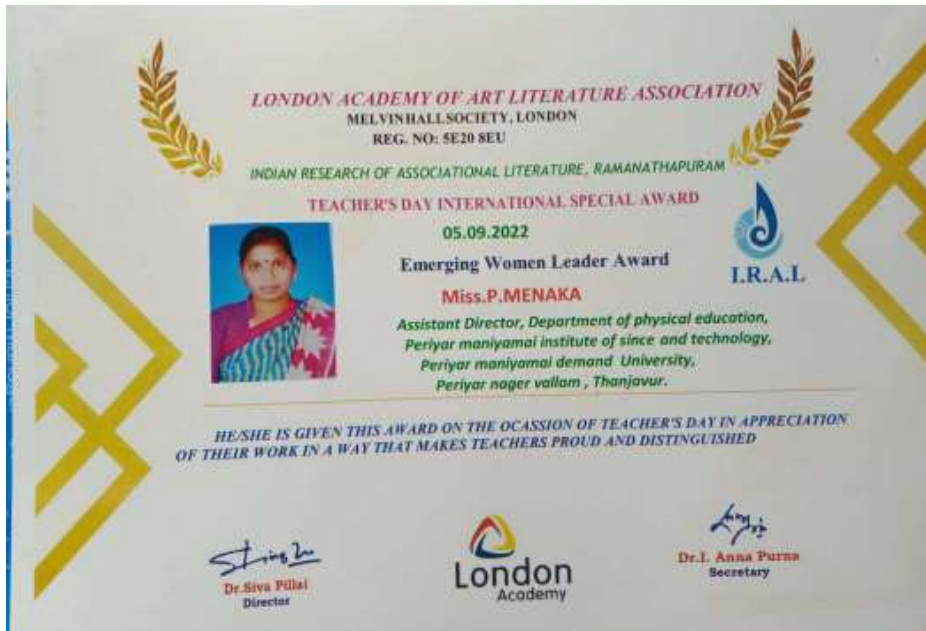 LONDON ACADEMY OF ART LITERATURE ASSOCIATION
MELVIN HALL SOCIETY, LONDON
REG. NO: 5E20 8EU
INDIAN RESEARCH OF ASSOCIATIONAL LITERATURE, RAMANATHAPURAM
TEACHER'S DAY INTERNATIONAL SPECIAL AWARD
05.09.2022
Emerging Women Leader Award
I.R.A.L
Miss.P.MENAKA
Assistant Director, Department of physical education,
Periyar maniyamai institute of since and technology,
Periyar maniyamai demand University,
Periyar nager vallam , Thanjavur.
HE/SHE IS GIVEN THIS AWARD ON THE OCASSION OF TEACHER'S DAY IN APPRECIATION
OF THEIR WORK IN A WAY THAT MAKES TEACHERS PROUD AND DISTINGUISHED
Dr.Siva Pillai
Director
London
Academy
Dr.I. Anna Purna
Secretary